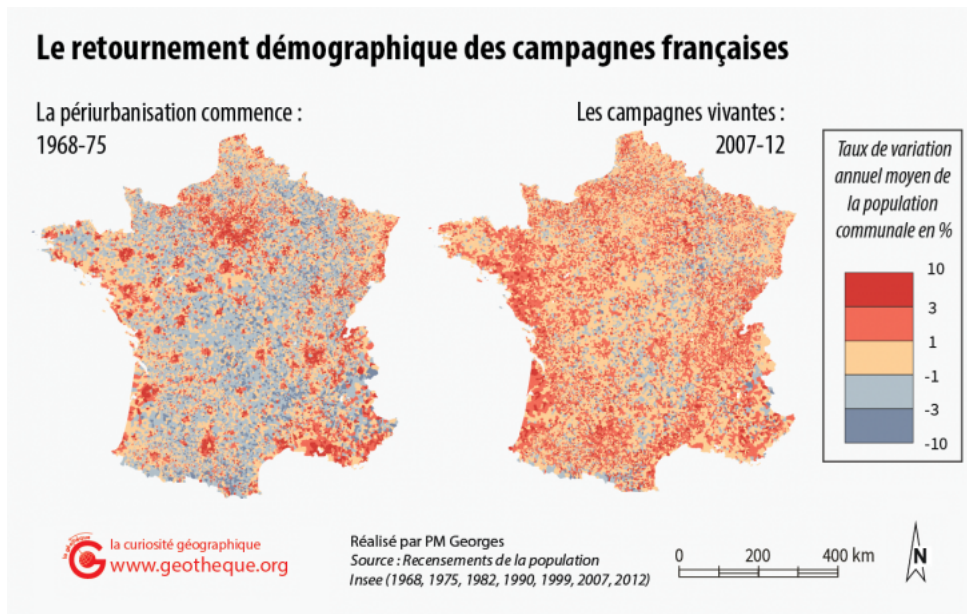 Le retournement démographique des campagnes françaises
La périurbanisation commence :
1968-75
Les campagnes vivantes :
2007-12
Taux de variation
annuel moyen de
la population
communale en %
10
3
1
-1
-3
-10
la curiosité géographique
www.geotheque.org
Réalisé par PM Georges
Source : Recensements de la population
Insee (1968, 1975, 1982, 1990, 1999, 2007, 2012)
0 200 400 km
N